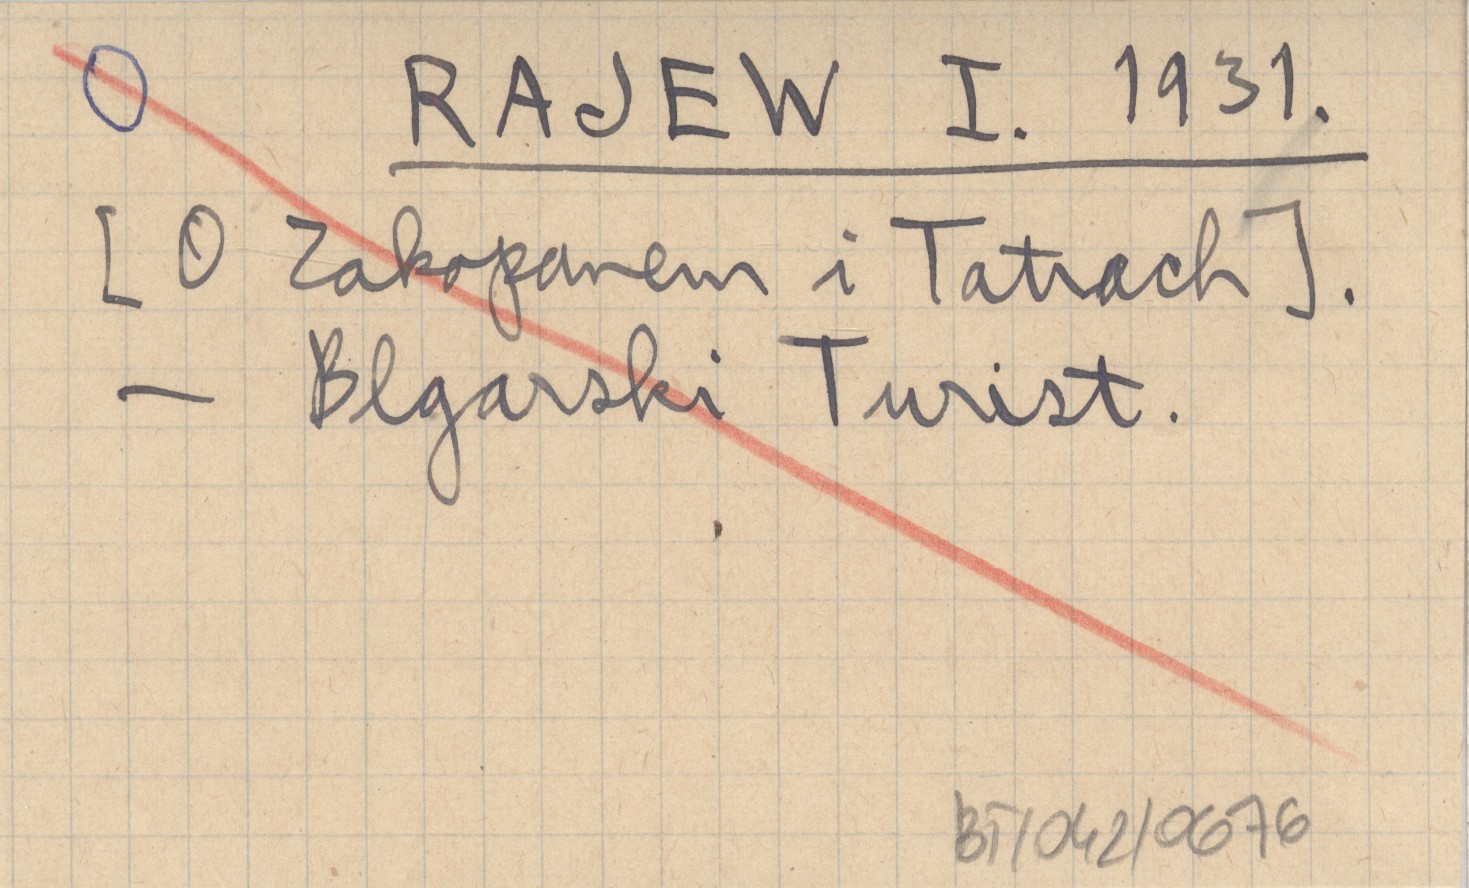 RAJEW I. 1931.
[O Zakopanem i Tatrach].
— Blgarski Turist.
BT/042/0676